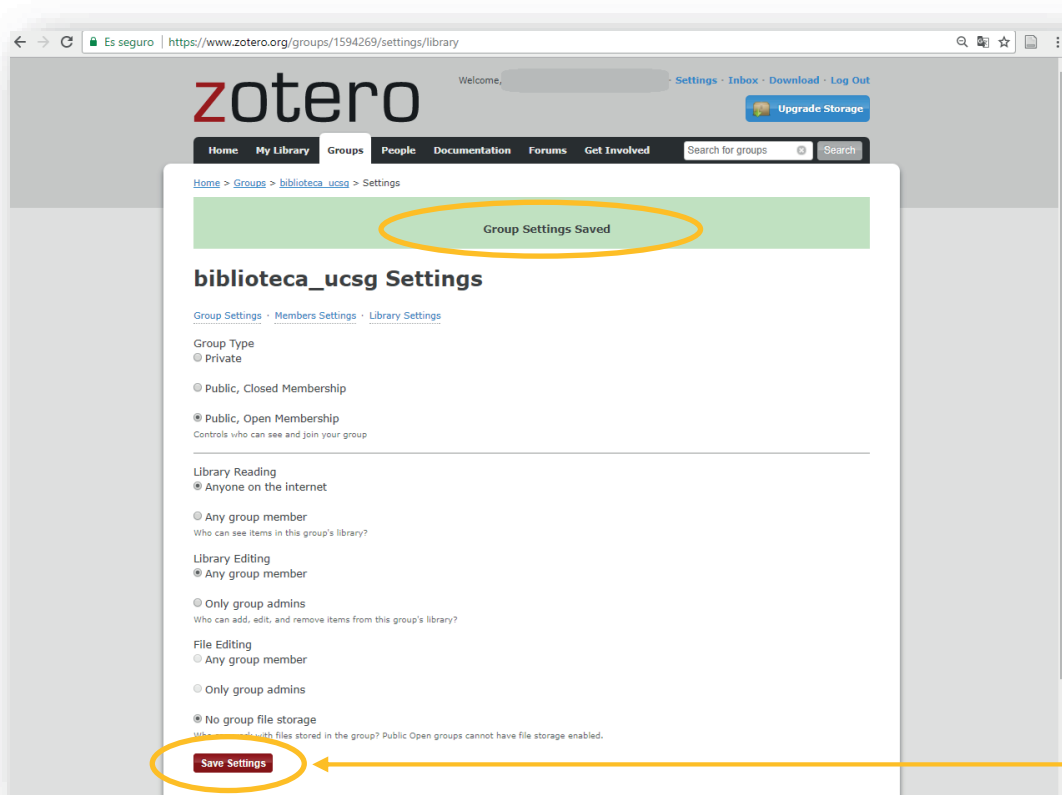 Es seguro | https://www.zotero.org/groups/1594269/settings/library
zotero
Welcome, · Settings · Inbox · Download · Log Out
Upgrade Storage
Home My Library Groups People Documentation Forums Get Involved Search for groups Search
Home > Groups > biblioteca_ucsg > Settings
Group Settings Saved
biblioteca_ucsg Settings
Group Settings · Members Settings · Library Settings
Group Type
Private
Public, Closed Membership
Public, Open Membership
Controls who can see and join your group
Library Reading
Anyone on the internet
Any group member
Who can see items in this group's library?
Library Editing
Any group member
Only group admins
Who can add, edit, and remove items from this group's library?
File Editing
Any group member
Only group admins
No group file storage
Who can work with files stored in the group? Public Open groups cannot have file storage enabled.
Save Settings